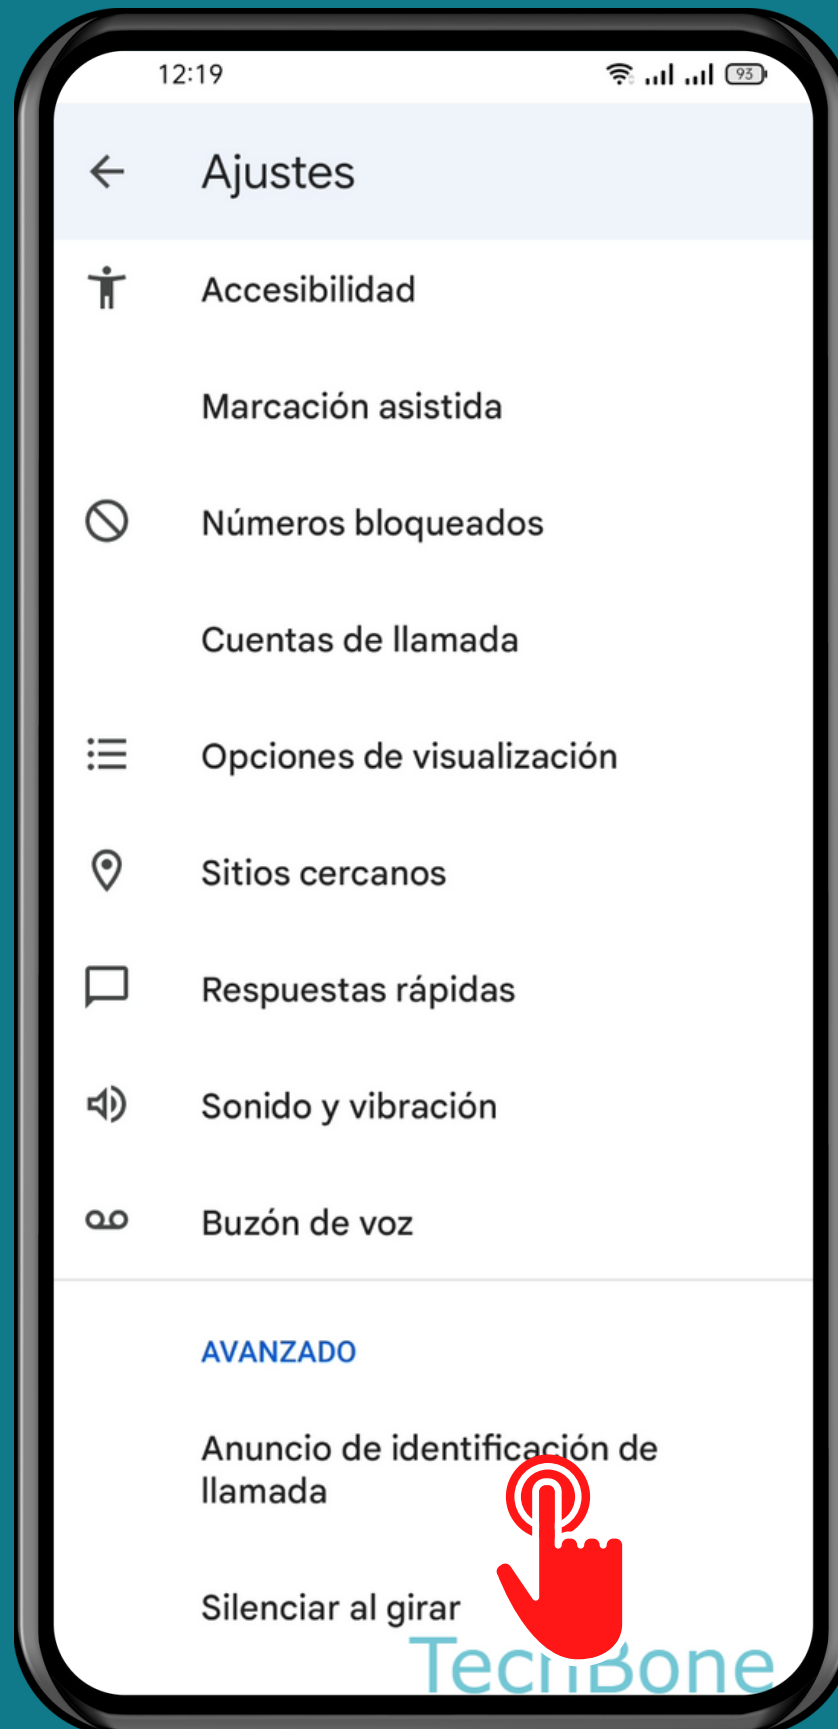 12:19
93
Ajustes
Accesibilidad
Marcación asistida
Números bloqueados
Cuentas de llamada
Opciones de visualización
Sitios cercanos
Respuestas rápidas
Sonido y vibración
Buzón de voz
AVANZADO
Anuncio de identificación de
llamada
Silenciar al girar
TechBone